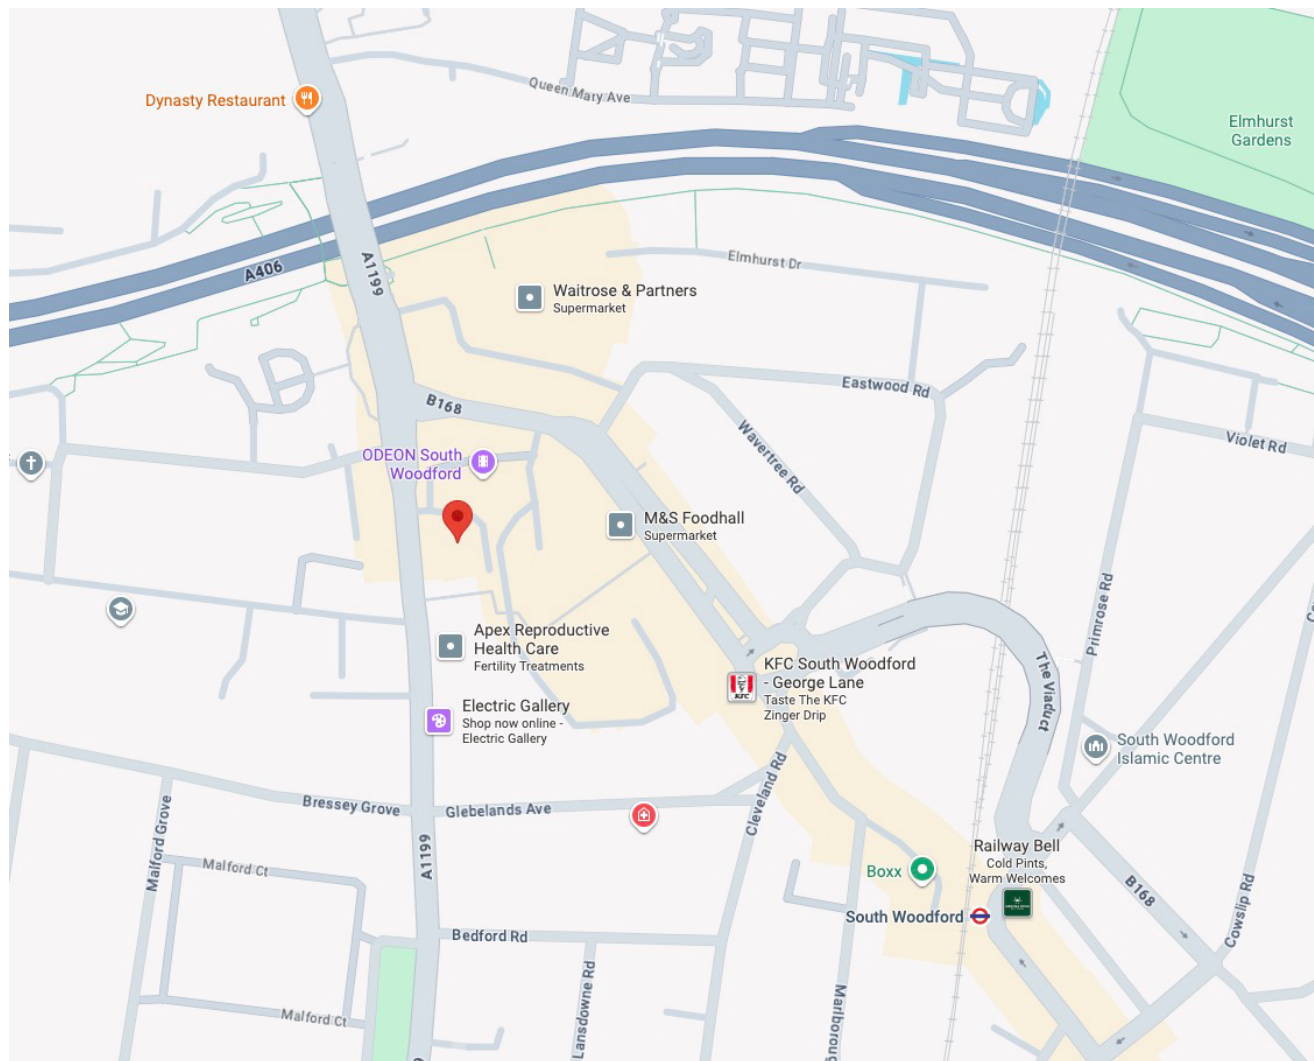 Queen Mary Ave
Dynasty Restaurant
Elmhurst
Gardens
A406
A1199
Elmhurst Dr
Waitrose & Partners
Supermarket
Eastwood Rd
B168
Wavertree Rd
Violet Rd
ODEON South
Woodford
M&S Foodhall
Supermarket
Primrose Rd
Apex Reproductive
Health Care
Fertility Treatments
KFC South Woodford
- George Lane
Taste The KFC
Zinger Drip
KFC
The Viaduct
Electric Gallery
Shop now online -
Electric Gallery
South Woodford
Islamic Centre
Bressey Grove
Glebelands Ave
Cleveland Rd
Malford Grove
A1199
Malford Ct
Railway Bell
Cold Pints,
Warm Welcomes
Boxx
B168
South Woodford
Cowslip Rd
Bedford Rd
Lansdowne Rd
Marlboroug
Malford Ct